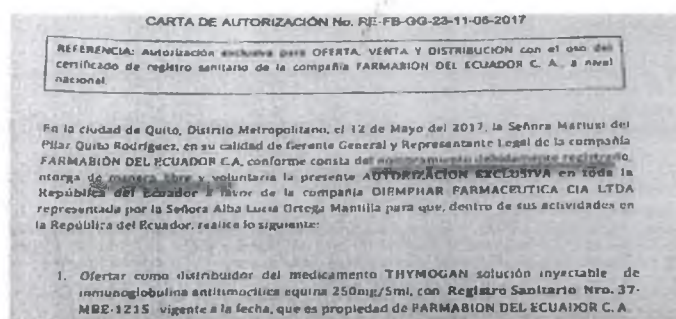 CARTA DE AUTORIZACIÓN No. RE-FB-GG-23-11-05-2017
REFERENCIA: Autorización exclusiva para OFERTA, VENTA Y DISTRIBUCION con el uso del
certificado de registro sanitario de la compañía FARMABION DEL ECUADOR C. A., a nivel
nacional.
En la ciudad de Quito, Distrito Metropolitano, el 12 de Mayo del 2017, la Señora Mariuxi del
Pilar Quito Rodríguez, en su calidad de Gerente General y Representante Legal de la compañía
FARMABIÓN DEL ECUADOR C.A, conforme consta del nombramiento debidamente registrado,
otorga de manera libre y voluntaria la presente AUTORIZACIÓN EXCLUSIVA en toda la
República del Ecuador a favor de la compañía DIEMPHAR FARMACEUTICA CIA LTDA
representada por la Señora Alba Lucía Ortega Mantilla para que, dentro de sus actividades en
la República del Ecuador, realice lo siguiente:
1. Ofertar como distribuidor del medicamento THYMOGAN solución inyectable de
inmunoglobulina antitimocítica equina 250mg/5ml, con Registro Sanitario Nro. 37-
MBE-1215 vigente a la fecha, que es propiedad de FARMABION DEL ECUADOR C. A.